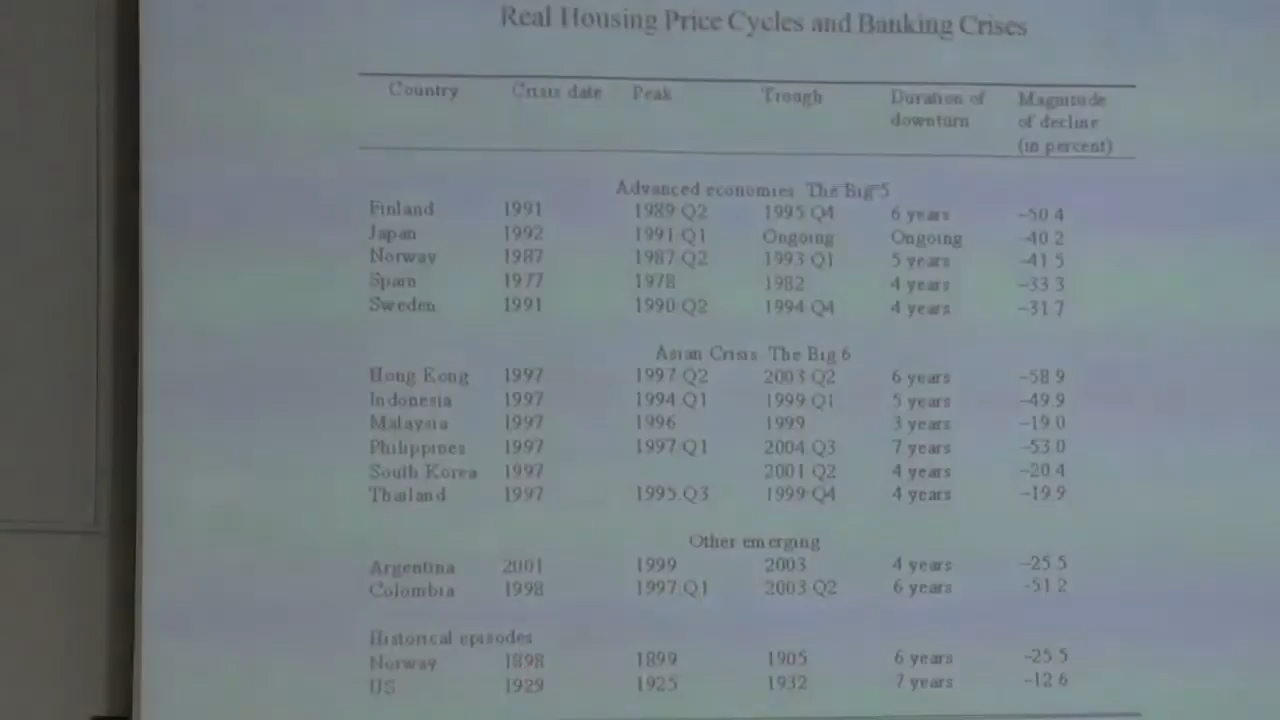 Real Housing Price Cycles and Banking Crises
Country Crisis date Peak Trough Duration of downturn Magnitude of decline (in percent)
Advanced economies The Big 5
Finland 1991 1989 Q2 1995 Q4 6 years -50.4
Japan 1992 1991 Q1 Ongoing Ongoing -40.2
Norway 1987 1987 Q2 1993 Q1 5 years -41.5
Spain 1977 1978 1982 4 years -33.3
Sweden 1991 1990 Q2 1994 Q4 4 years -31.7
Asian Crisis The Big 6
Hong Kong 1997 1997 Q2 2003 Q2 6 years -58.9
Indonesia 1997 1994 Q1 1999 Q1 5 years -49.9
Malaysia 1997 1996 1999 3 years -19.0
Philippines 1997 1997 Q1 2004 Q3 7 years -53.0
South Korea 1997 2001 Q2 4 years -20.4
Thailand 1997 1995 Q3 1999 Q4 4 years -19.9
Other emerging
Argentina 2001 1999 2003 4 years -25.5
Colombia 1998 1997 Q1 2003 Q2 6 years -51.2
Historical episodes
Norway 1898 1899 1905 6 years -25.5
US 1929 1925 1932 7 years -12.6